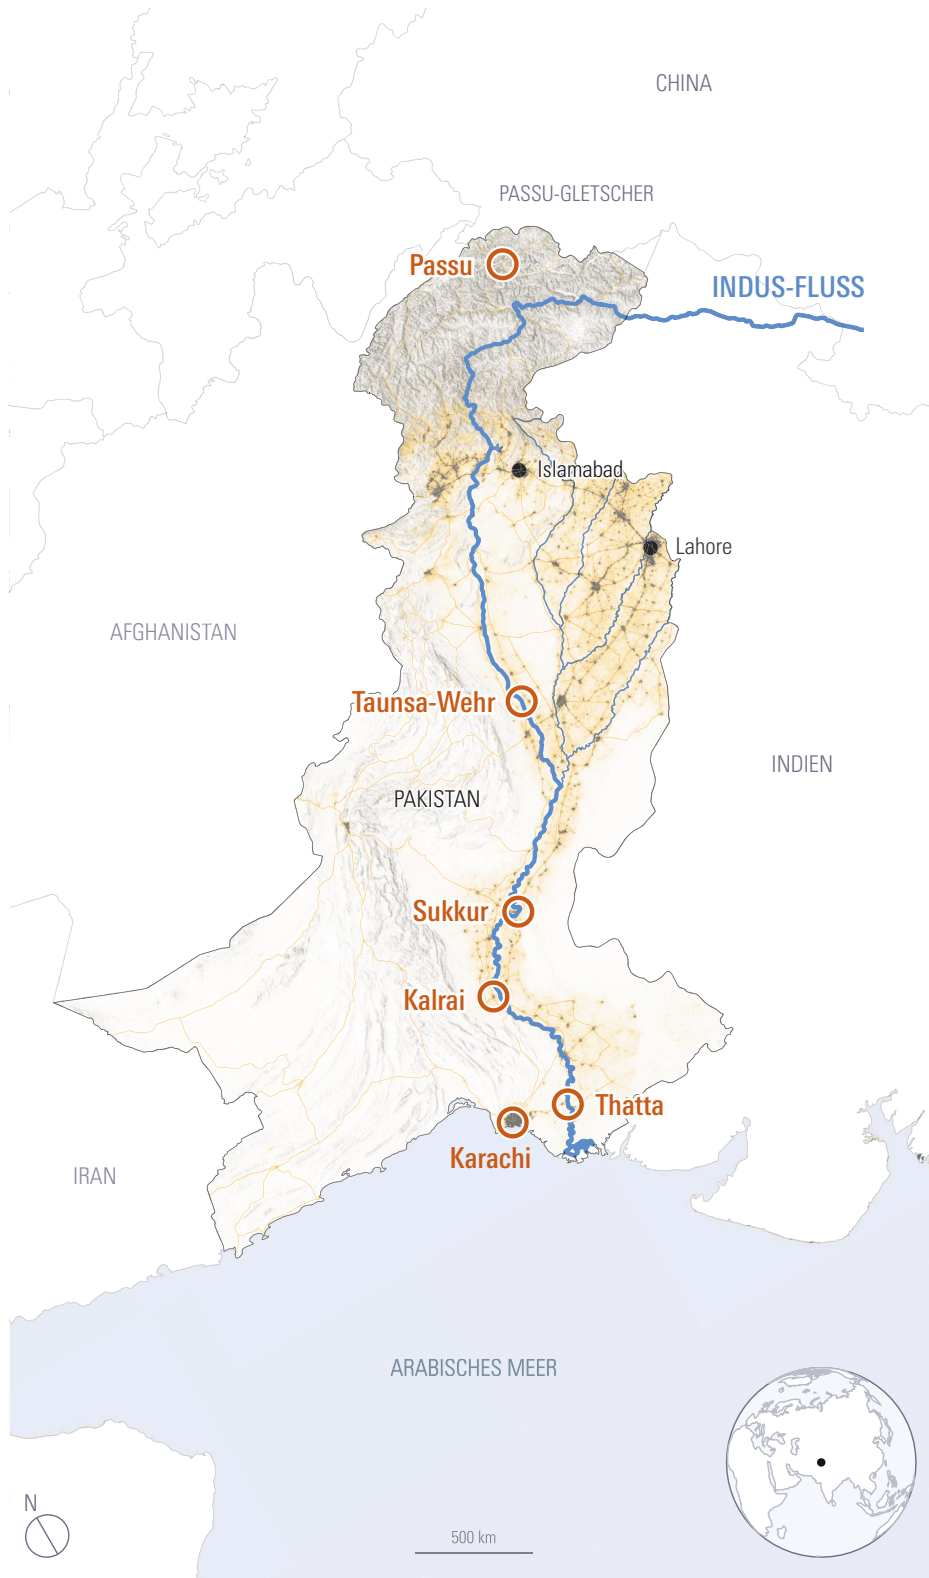 CHINA
PASSU-GLETSCHER
Passu
INDUS-FLUSS
Islamabad
Lahore
AFGHANISTAN
Taunsa-Wehr
INDIEN
PAKISTAN
Sukkur
Kalrai
Thatta
Karachi
IRAN
ARABISCHES MEER
N
500 km